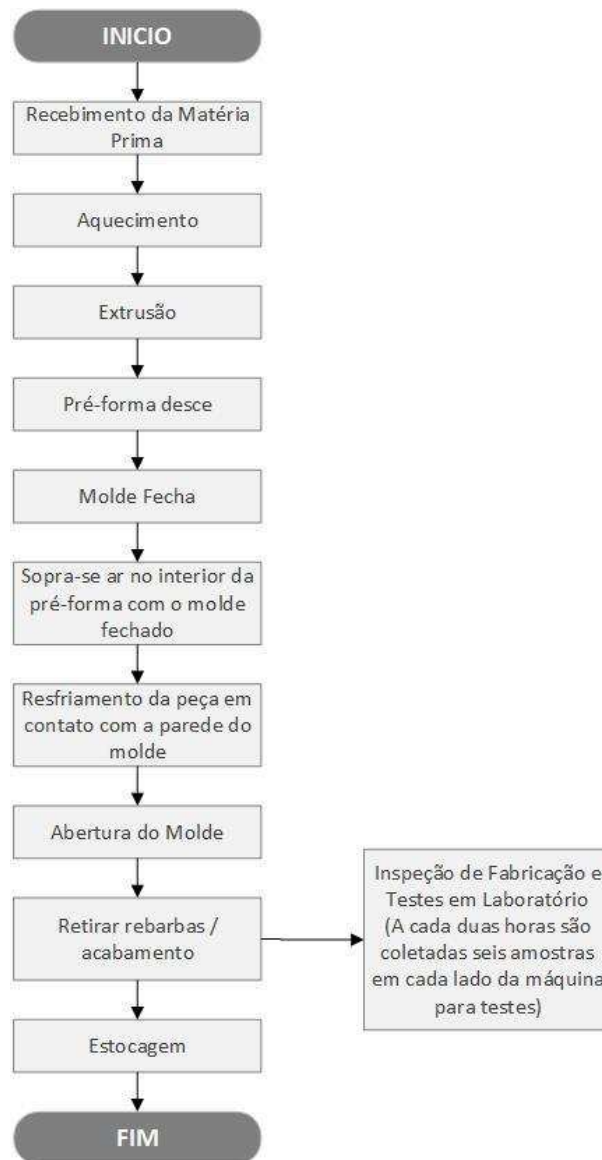 INICIO
Recebimento da Matéria
Prima
Aquecimento
Extrusão
Pré-forma desce
Molde Fecha
Sopra-se ar no interior da
pré-forma com o molde
fechado
Resfriamento da peça em
contato com a parede do
molde
Abertura do Molde
Retirar rebarbas /
acabamento
Inspeção de Fabricação e
Testes em Laboratório
(A cada duas horas são
coletadas seis amostras
em cada lado da máquina
para testes)
Estocagem
FIM